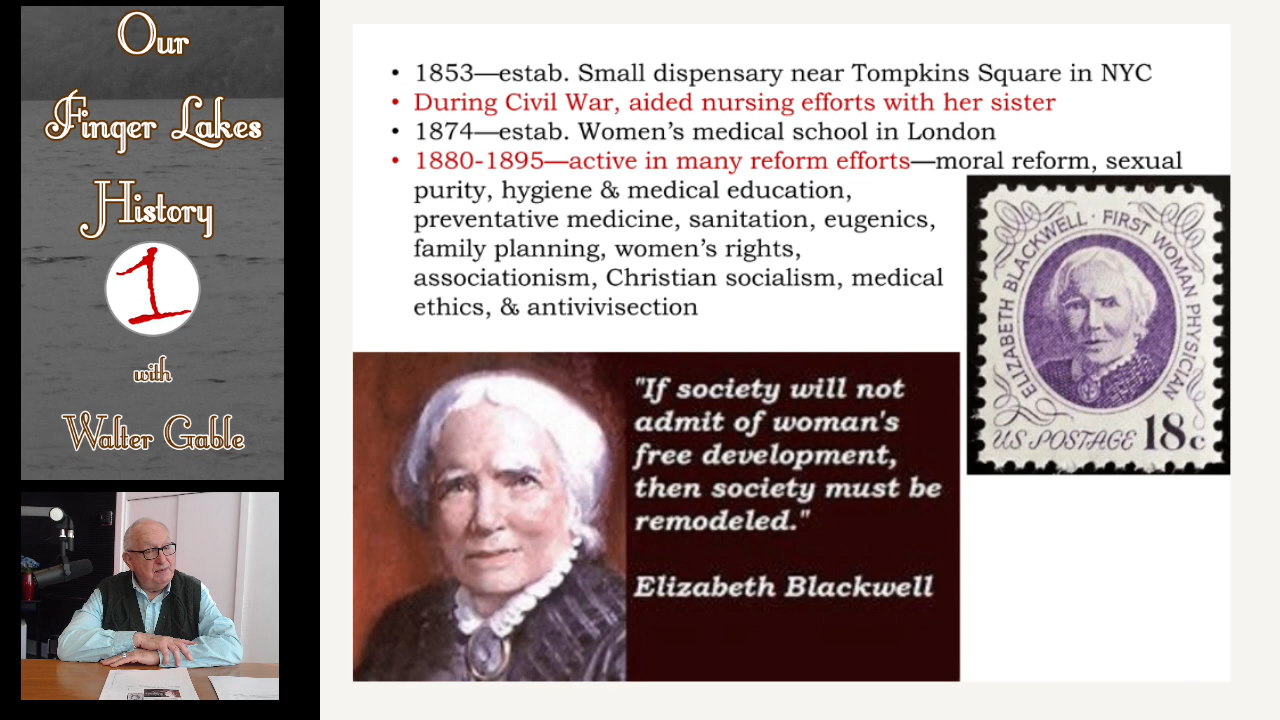 Our
Finger Lakes
History
1
with
Walter Gable
• 1853—estab. Small dispensary near Tompkins Square in NYC
• During Civil War, aided nursing efforts with her sister
• 1874—estab. Women's medical school in London
• 1880-1895—active in many reform efforts—moral reform, sexual
purity, hygiene & medical education,
preventative medicine, sanitation, eugenics,
family planning, women's rights,
associationism, Christian socialism, medical
ethics, & antivivisection
ELIZABETH BLACKWELL · FIRST WOMAN PHYSICIAN
US POSTAGE 18c
"If society will not
admit of woman's
free development,
then society must be
remodeled."
Elizabeth Blackwell